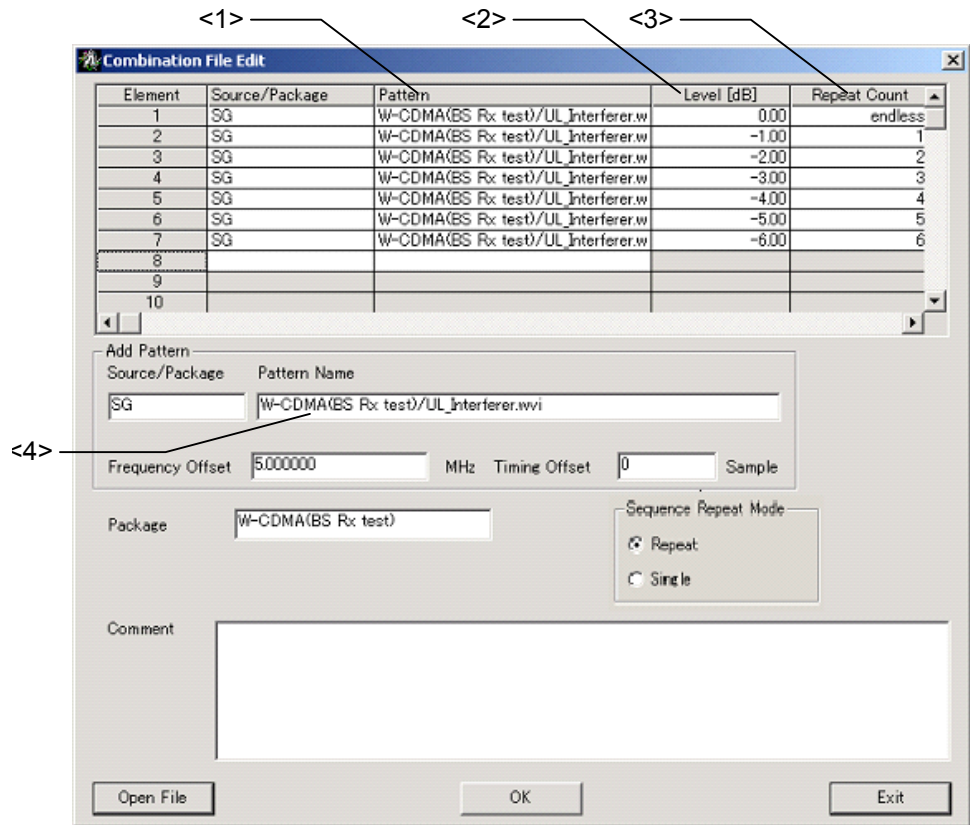 <1> <2> <3>
Combination File Edit
Element Source/Package Pattern Level [dB] Repeat Count
1 SG W-CDMA(BS Rx test)/UL_Interferer.w 0.00 endless
2 SG W-CDMA(BS Rx test)/UL_Interferer.w -1.00 1
3 SG W-CDMA(BS Rx test)/UL_Interferer.w -2.00 2
4 SG W-CDMA(BS Rx test)/UL_Interferer.w -3.00 3
5 SG W-CDMA(BS Rx test)/UL_Interferer.w -4.00 4
6 SG W-CDMA(BS Rx test)/UL_Interferer.w -5.00 5
7 SG W-CDMA(BS Rx test)/UL_Interferer.w -6.00 6
8
9
10
Add Pattern
Source/Package Pattern Name
SG W-CDMA(BS Rx test)/UL_Interferer.wvi
<4>
Frequency Offset 5.000000 MHz Timing Offset 0 Sample
Package W-CDMA(BS Rx test)
Sequence Repeat Mode
Repeat
Single
Comment
Open File OK Exit